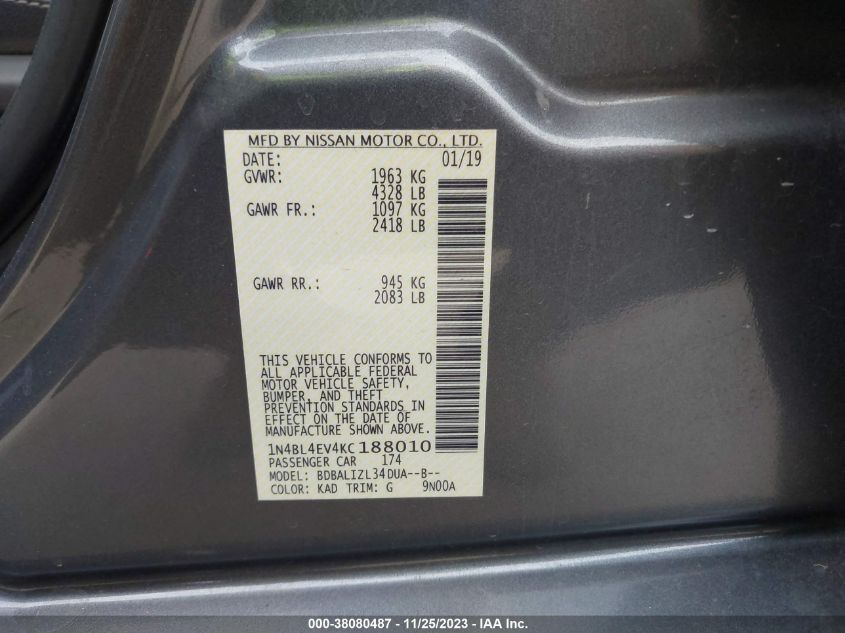 MFD BY NISSAN MOTOR CO., LTD.
DATE: 01/19
GVWR: 1963 KG
4328 LB
GAWR FR.: 1097 KG
2418 LB
GAWR RR.: 945 KG
2083 LB
THIS VEHICLE CONFORMS TO
ALL APPLICABLE FEDERAL
MOTOR VEHICLE SAFETY,
BUMPER, AND THEFT
PREVENTION STANDARDS IN
EFFECT ON THE DATE OF
MANUFACTURE SHOWN ABOVE.
1N4BL4EV4KC188010
PASSENGER CAR 174
MODEL: BDBALIZL34DUA--B--
COLOR: KAD TRIM: G 9N00A
000-38080487 - 11/25/2023 - IAA Inc.